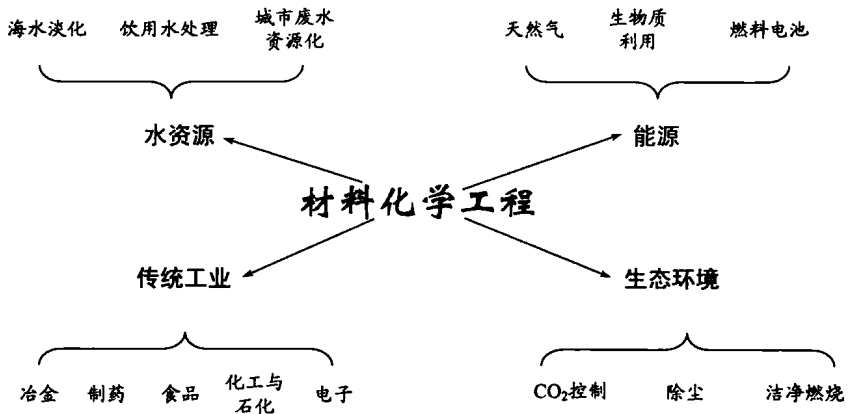 海水淡化
饮用水处理
城市废水
资源化
天然气
生物质
利用
燃料电池
水资源
能源
材料化学工程
传统工业
生态环境
冶金
制药
食品
化工与
石化
电子
CO₂控制
除尘
洁净燃烧